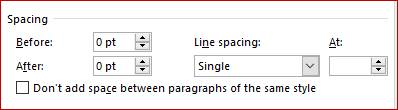 Spacing
Before: 0 pt Line spacing: At:
After: 0 pt Single
Don't add space between paragraphs of the same style